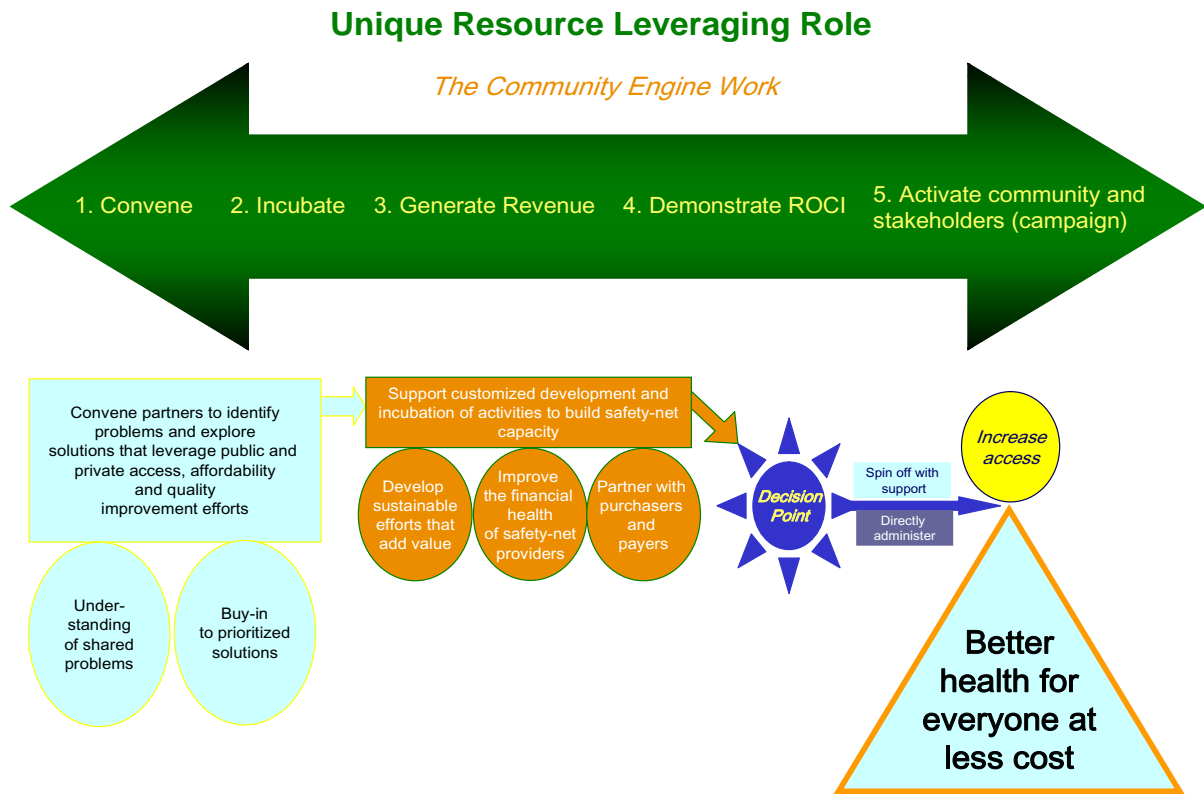 Unique Resource Leveraging Role
The Community Engine Work
1. Convene
2. Incubate
3. Generate Revenue
4. Demonstrate ROCI
5. Activate community and
stakeholders (campaign)
Convene partners to identify
problems and explore
solutions that leverage public and
private access, affordability
and quality
improvement efforts
Under-
standing
of shared
problems
Buy-in
to prioritized
solutions
Support customized development and
incubation of activities to build safety-net
capacity
Develop
sustainable
efforts that
add value
Improve
the financial
health
of safety-net
providers
Partner with
purchasers
and
payers
Decision
Point
Spin off with
support
Directly
administer
Increase
access
Better
health for
everyone at
less cost